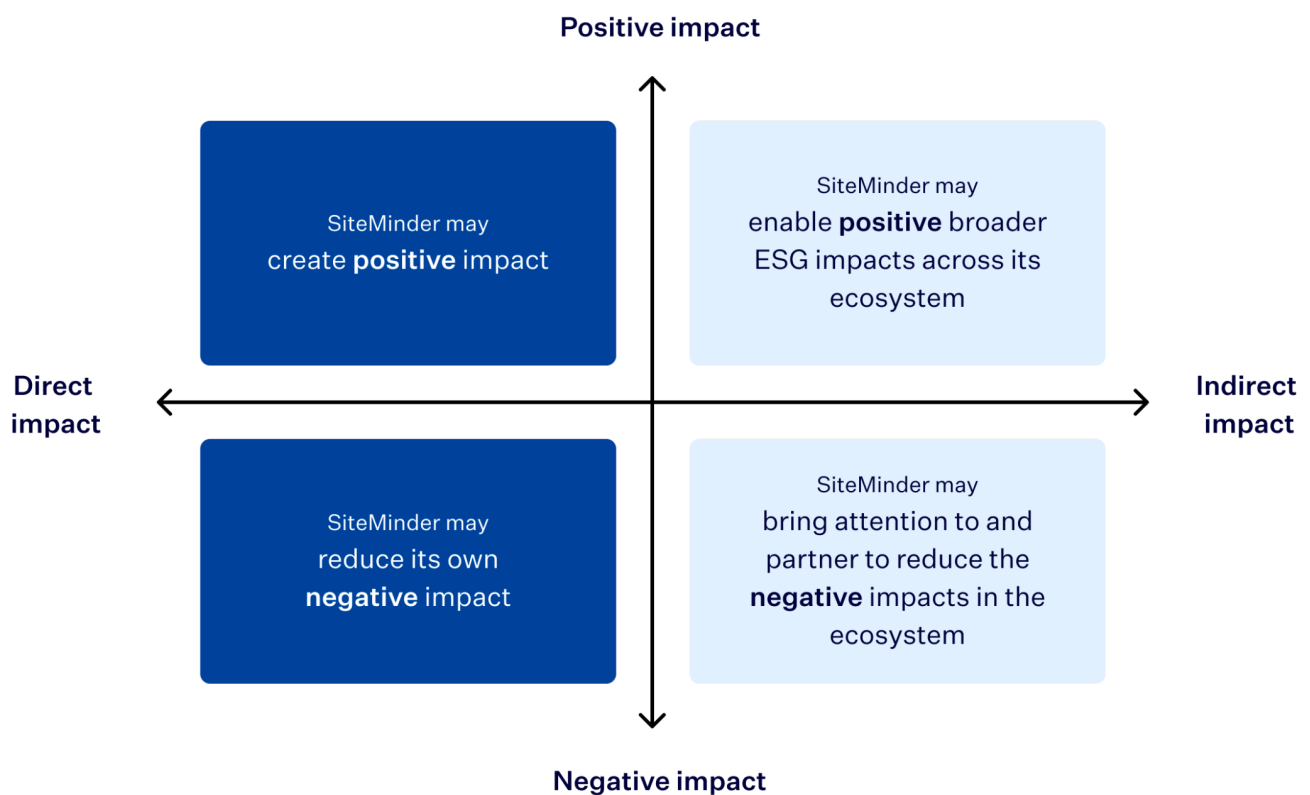 Positive impact
SiteMinder may
create positive impact
SiteMinder may
enable positive broader
ESG impacts across its
ecosystem
Direct
impact
Indirect
impact
SiteMinder may
reduce its own
negative impact
SiteMinder may
bring attention to and
partner to reduce the
negative impacts in the
ecosystem
Negative impact